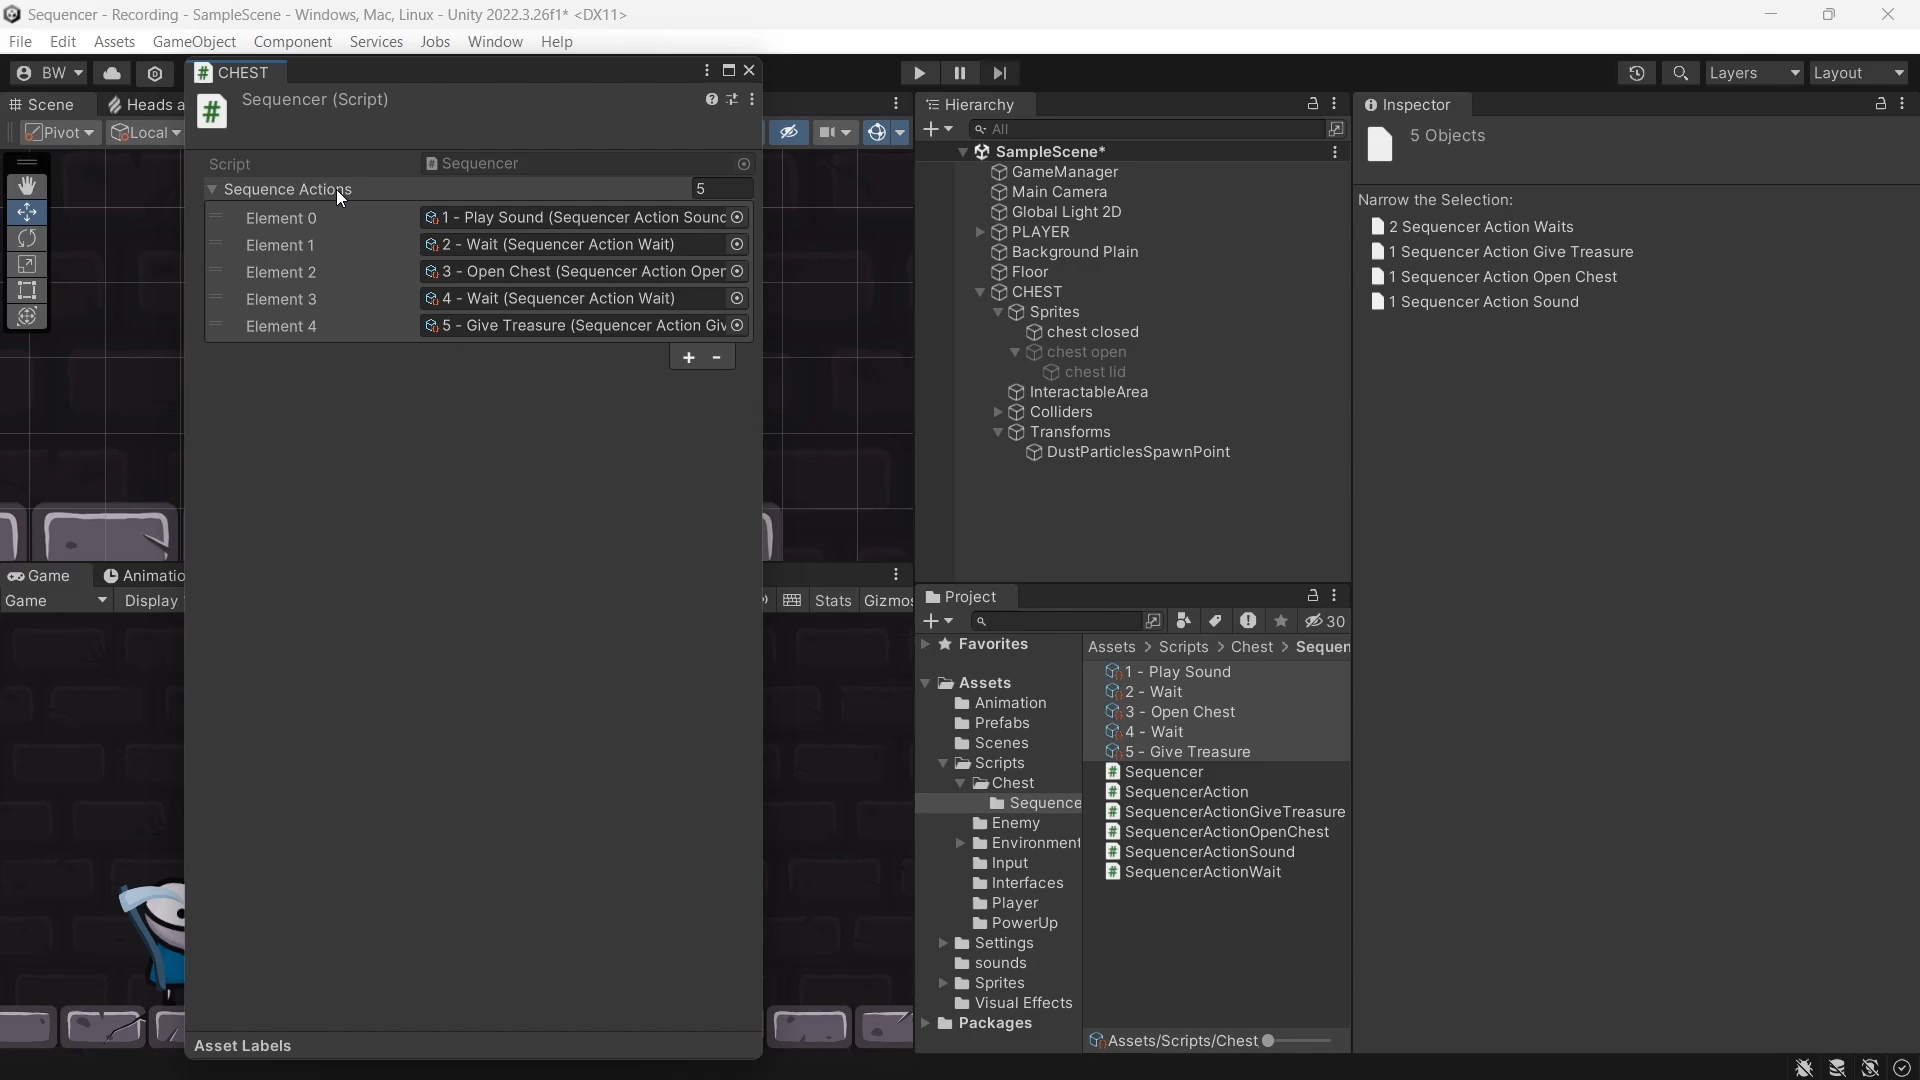 Sequencer - Recording - SampleScene - Windows, Mac, Linux - Unity 2022.3.26f1* <DX11>
File Edit Assets GameObject Component Services Jobs Window Help
BW
Layers
Layout
CHEST
Sequencer (Script)
Script
Sequencer
Sequence Actions
5
Element 0
1 - Play Sound (Sequencer Action Sound
Element 1
2 - Wait (Sequencer Action Wait)
Element 2
3 - Open Chest (Sequencer Action Oper
Element 3
4 - Wait (Sequencer Action Wait)
Element 4
5 - Give Treasure (Sequencer Action Giv
+ -
Asset Labels
Scene
Heads a
Pivot
Local
Game
Animatio
Game
Display
Stats
Gizmos
Hierarchy
All
SampleScene*
GameManager
Main Camera
Global Light 2D
PLAYER
Background Plain
Floor
CHEST
Sprites
chest closed
chest open
chest lid
InteractableArea
Colliders
Transforms
DustParticlesSpawnPoint
Project
30
Favorites
Assets
Animation
Prefabs
Scenes
Scripts
Chest
Sequence
Enemy
Environment
Input
Interfaces
Player
PowerUp
Settings
sounds
Sprites
Visual Effects
Packages
Assets > Scripts > Chest > Sequen
1 - Play Sound
2 - Wait
3 - Open Chest
4 - Wait
5 - Give Treasure
Sequencer
SequencerAction
SequencerActionGiveTreasure
SequencerActionOpenChest
SequencerActionSound
SequencerActionWait
Assets/Scripts/Chest
Inspector
5 Objects
Narrow the Selection:
2 Sequencer Action Waits
1 Sequencer Action Give Treasure
1 Sequencer Action Open Chest
1 Sequencer Action Sound